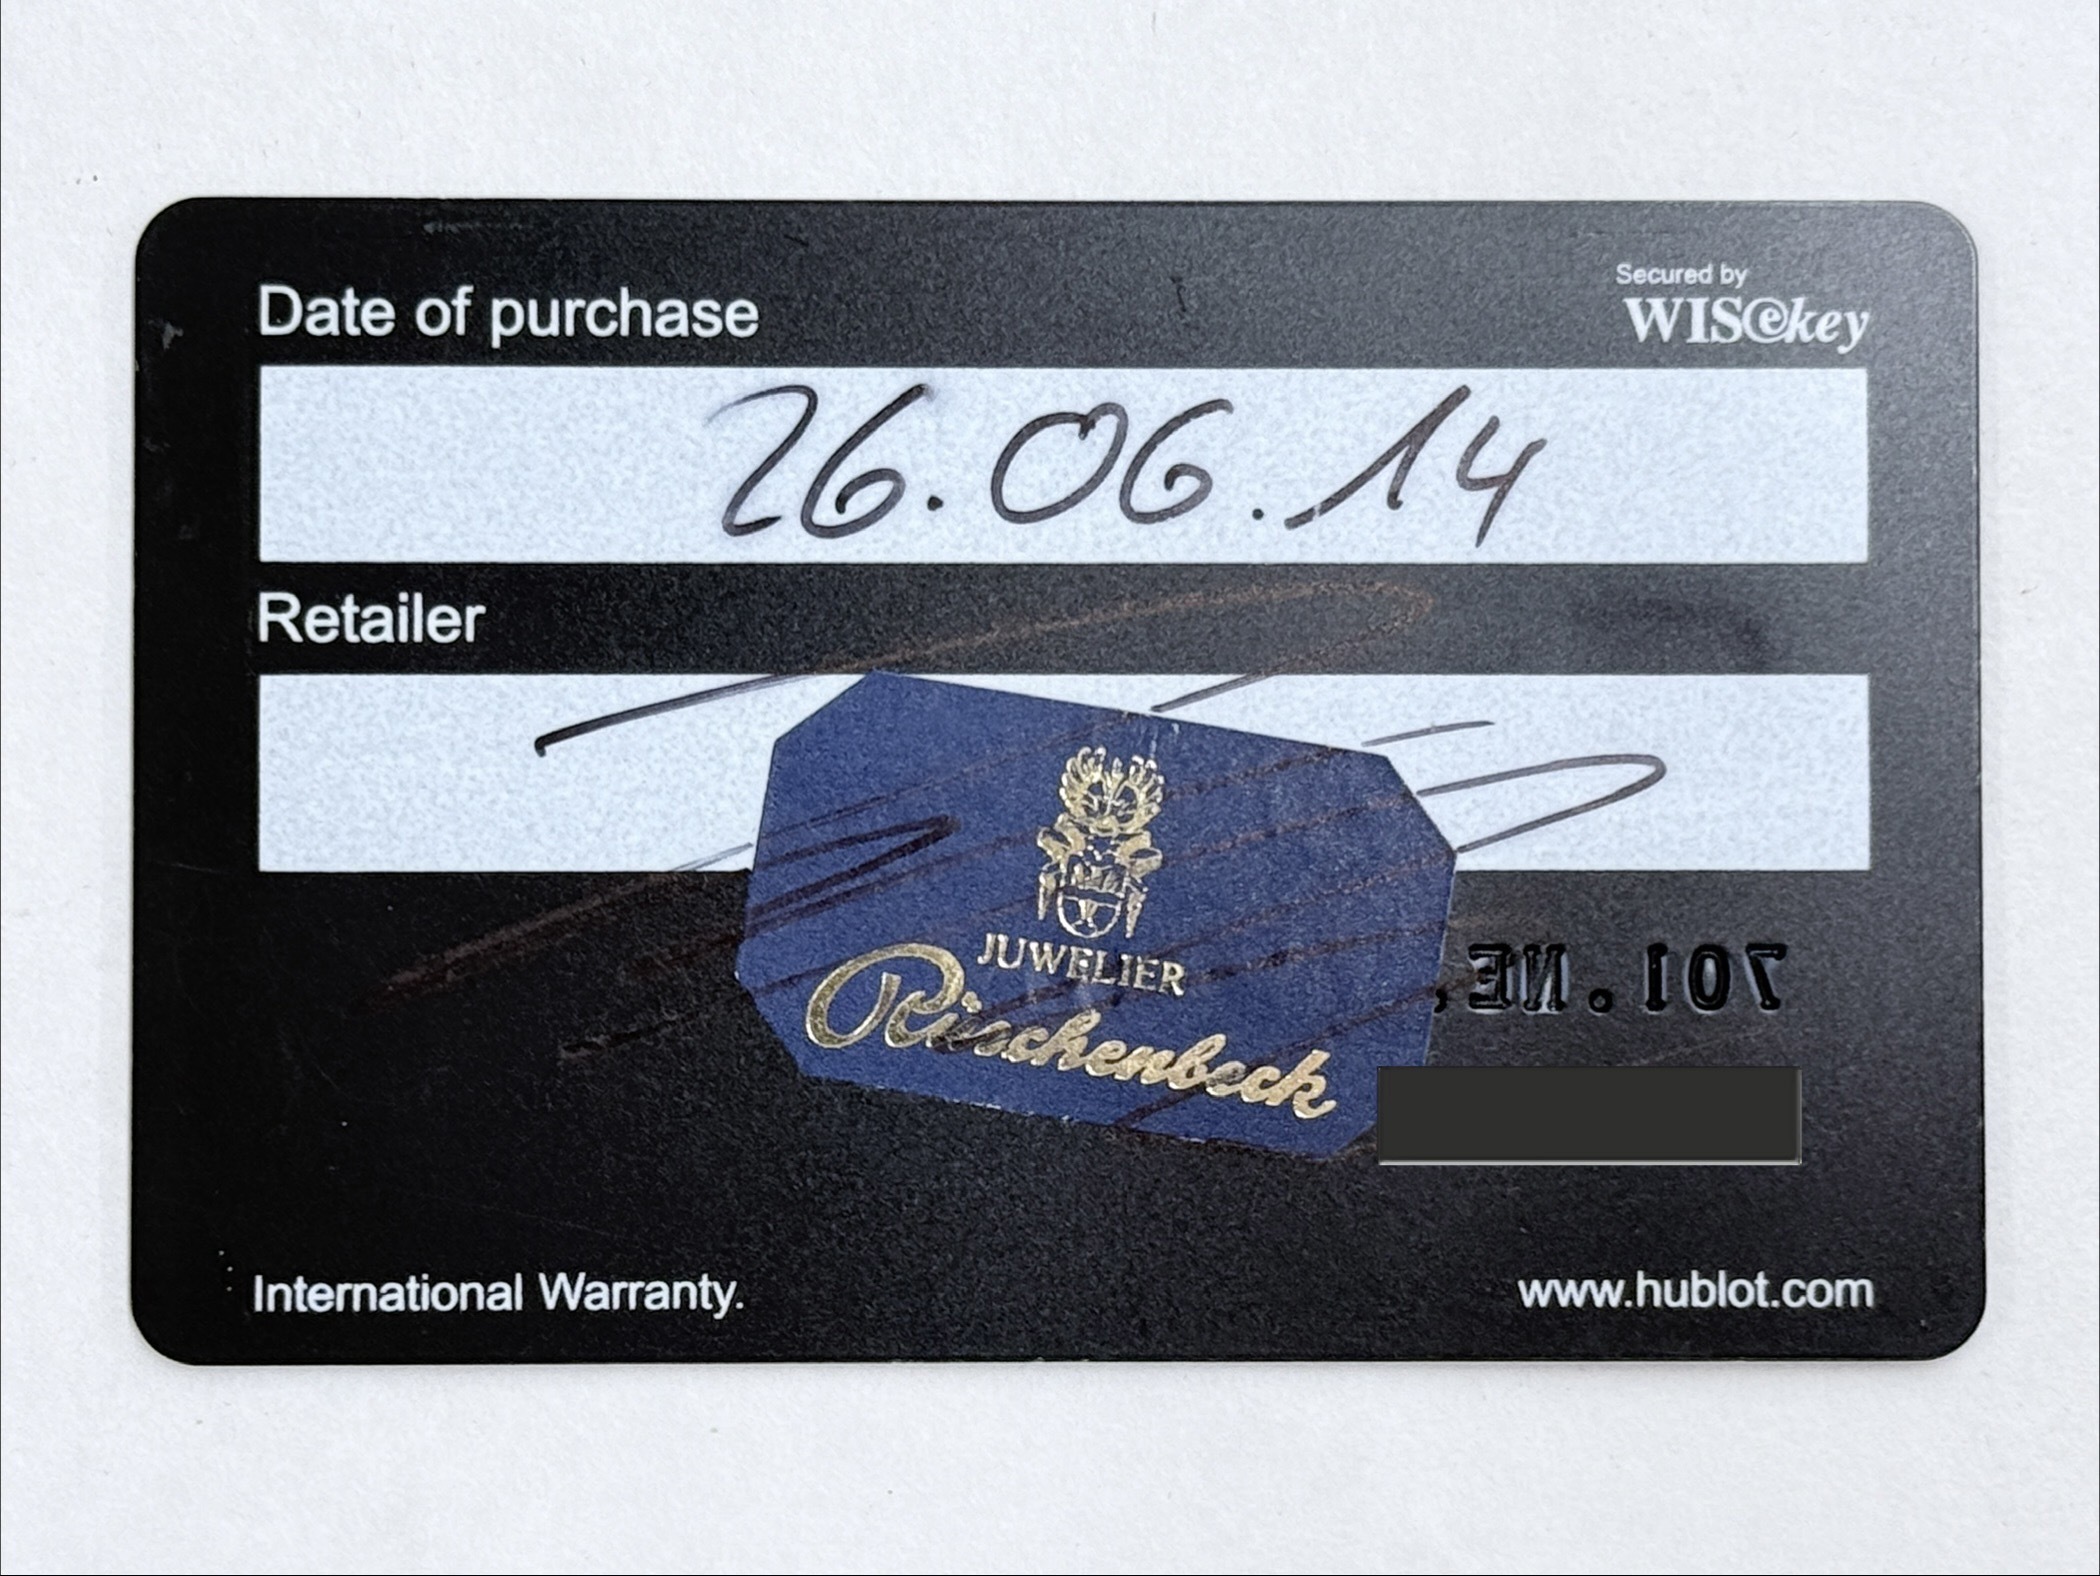 Date of purchase
Secured by
WISekey
26.06.14
Retailer
JUWELIER
Rüschenbeck
701.NE.
International Warranty.
www.hublot.com